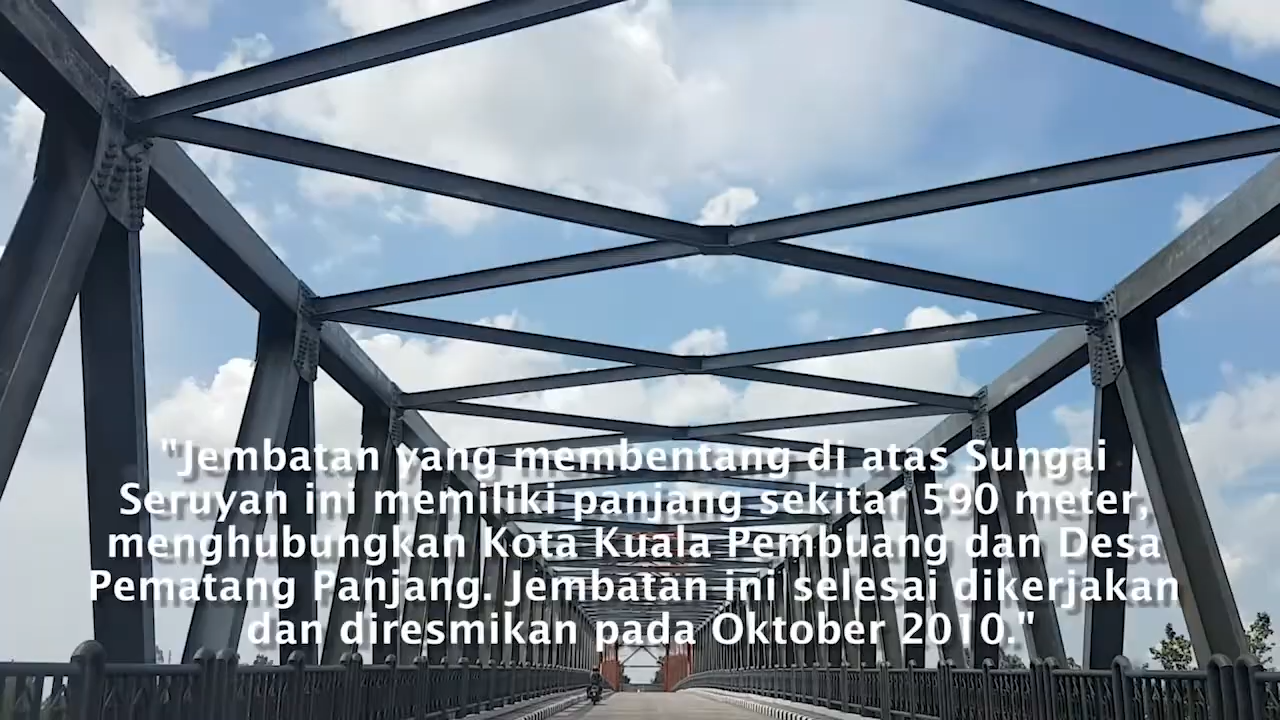 "Jembatan yang membentang di atas Sungai
Seruyan ini memiliki panjang sekitar 590 meter,
menghubungkan Kota Kuala Pembuang dan Desa
Pematang Panjang. Jembatan ini selesai dikerjakan
dan diresmikan pada Oktober 2010."